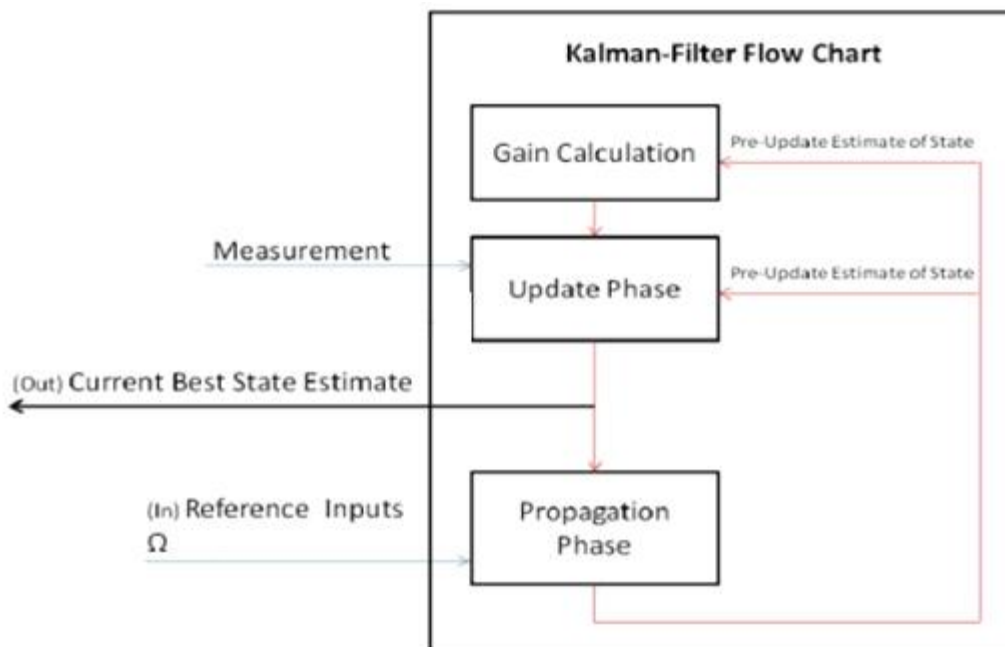 Kalman-Filter Flow Chart
Gain Calculation
Pre-Update Estimate of State
Measurement
Update Phase
Pre-Update Estimate of State
(Out) Current Best State Estimate
(In) Reference Inputs
Ω
Propagation
Phase